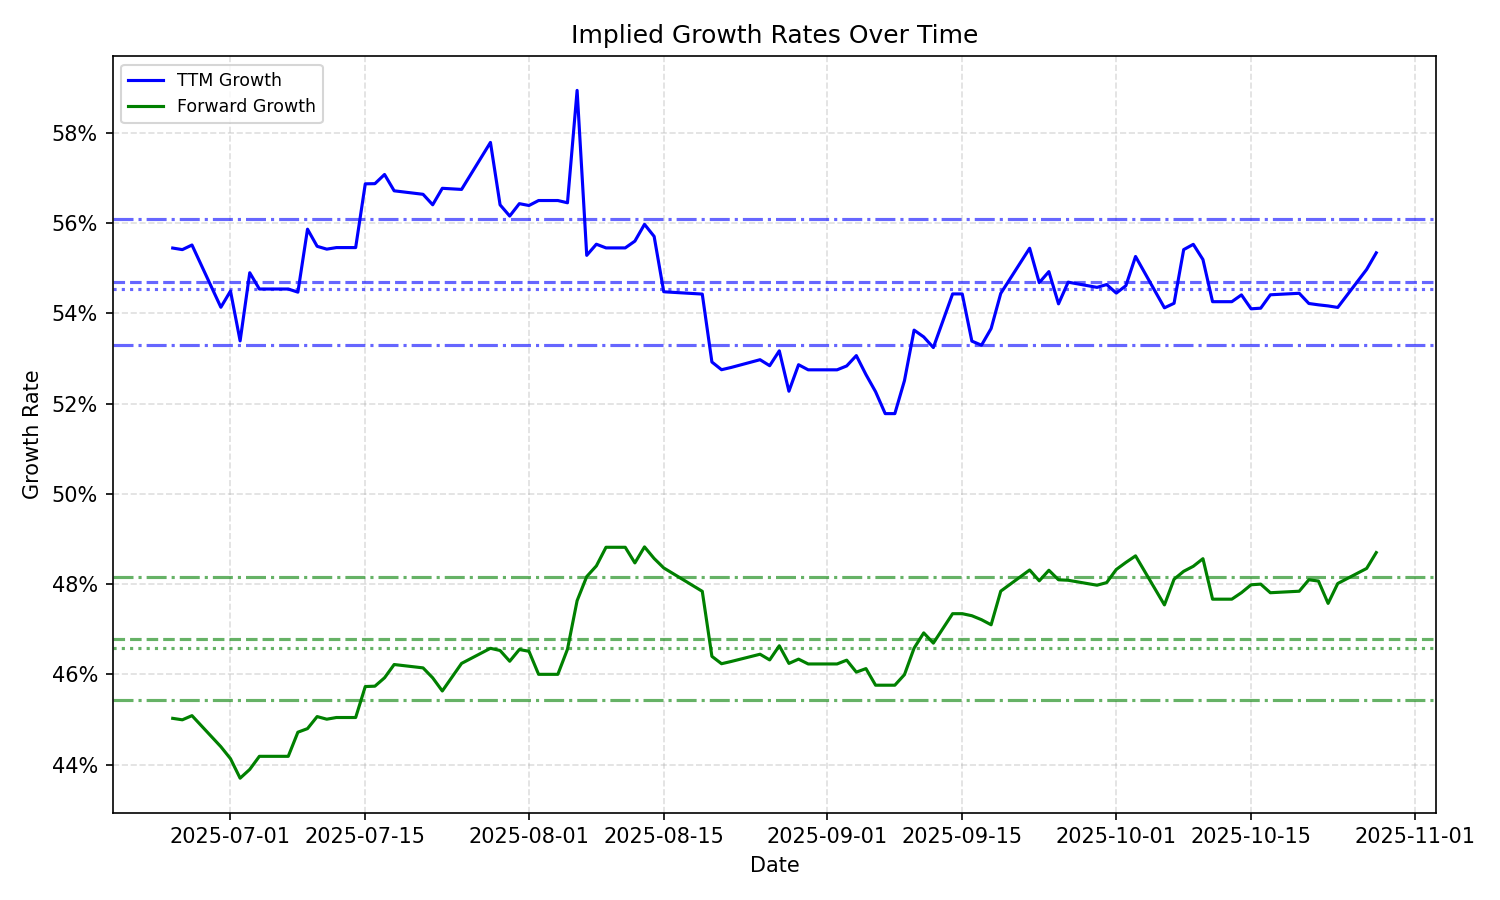 Implied Growth Rates Over Time
TTM Growth
Forward Growth
58%
56%
54%
52%
50%
48%
46%
44%
Growth Rate
2025-07-01 2025-07-15 2025-08-01 2025-08-15 2025-09-01 2025-09-15 2025-10-01 2025-10-15 2025-11-01
Date